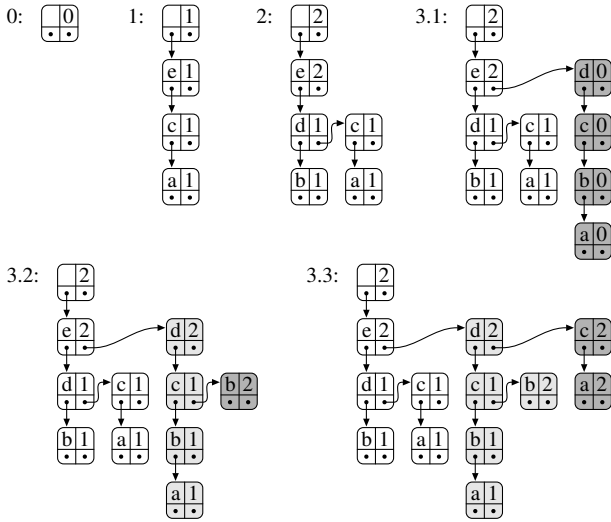 0: 0 1: 1 2: 2 3.1: 2
e 1 e 2 e 2 d 0
c 1 d 1 c 1 d 1 c 1 c 0
a 1 b 1 a 1 b 1 a 1 b 0
a 0
3.2: 2 3.3: 2
e 2 d 2 e 2 d 2 c 2
d 1 c 1 c 1 b 2 d 1 c 1 c 1 b 2 a 2
b 1 a 1 b 1 b 1 a 1 b 1
a 1 a 1